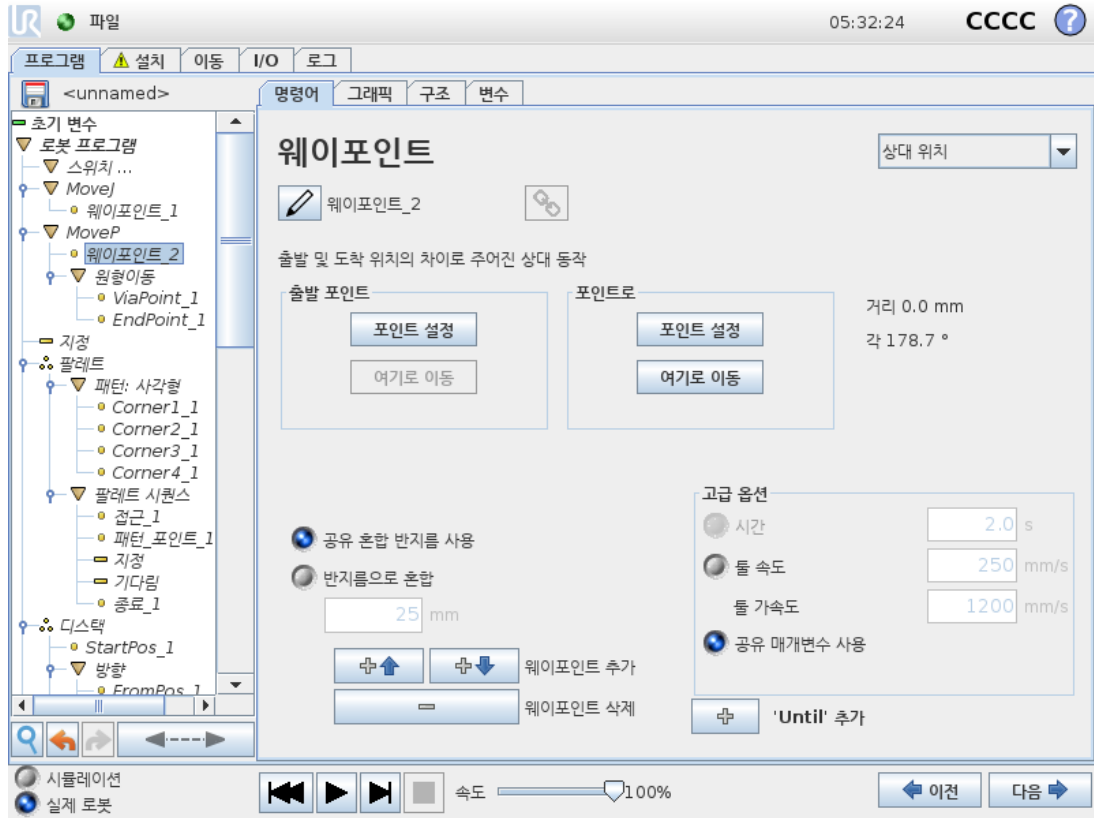 UR 파일 05:32:24 CCCC ?
프로그램 설치 이동 I/O 로그
<unnamed>
명령어 그래픽 구조 변수
초기 변수
로봇 프로그램
스위치 ...
MoveJ
웨이포인트_1
MoveP
웨이포인트_2
원형이동
ViaPoint_1
EndPoint_1
지정
팔레트
패턴: 사각형
Corner1_1
Corner2_1
Corner3_1
Corner4_1
팔레트 시퀀스
접근_1
패턴_포인트_1
지정
기다림
종료_1
디스택
StartPos_1
방향
FromPos_1
웨이포인트
상대 위치
웨이포인트_2
출발 및 도착 위치의 차이로 주어진 상대 동작
출발 포인트
포인트 설정
여기로 이동
포인트로
포인트 설정
여기로 이동
거리 0.0 mm
각 178.7 °
공유 혼합 반지름 사용
반지름으로 혼합
25 mm
웨이포인트 추가
웨이포인트 삭제
고급 옵션
시간 2.0 s
툴 속도 250 mm/s
툴 가속도 1200 mm/s
공유 매개변수 사용
'Until' 추가
시뮬레이션
실제 로봇
속도 100%
이전 다음